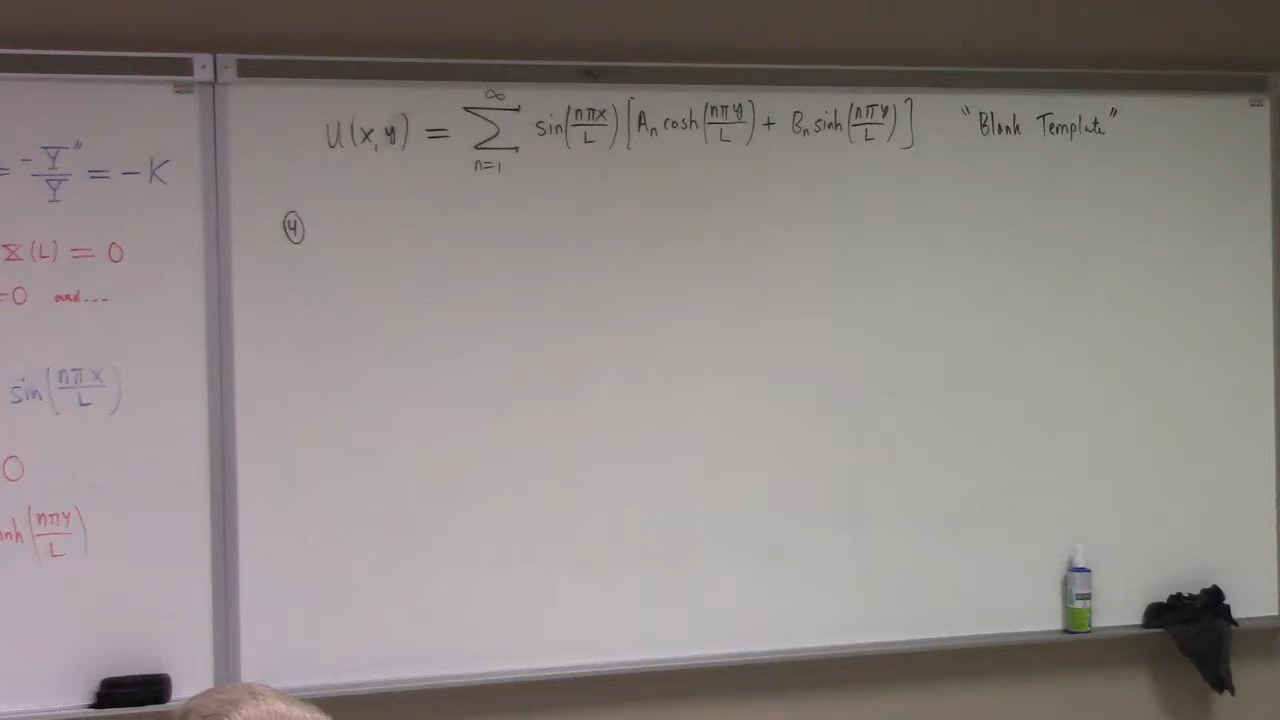 = -Y''/Y = -K
X(L) = 0
=0 and...
sin(nπx/L)
0
nh(nπy/L)
U(x,y) = ∑_{n=1}^{∞} sin(nπx/L) [A_n cosh(nπy/L) + B_n sinh(nπy/L)] "Blank Template"
④